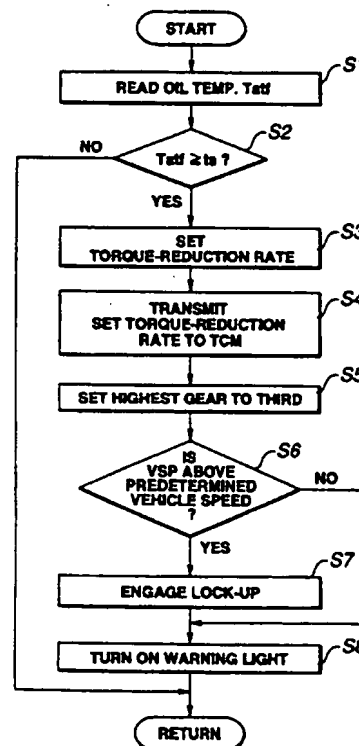 START
S1
READ OIL TEMP. Tatf
S2
NO
Tatf ≥ ta ?
YES
S3
SET
TORQUE-REDUCTION RATE
S4
TRANSMIT
SET TORQUE-REDUCTION
RATE TO TCM
S5
SET HIGHEST GEAR TO THIRD
S6
IS
VSP ABOVE
PREDETERMINED
VEHICLE SPEED
?
NO
YES
S7
ENGAGE LOCK-UP
S8
TURN ON WARNING LIGHT
RETURN